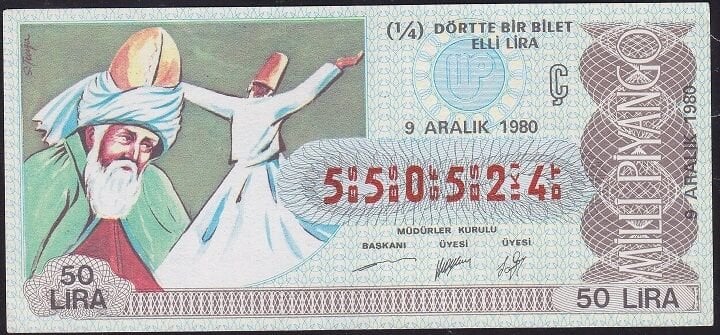 (1/4) DÖRTTE BİR BİLET
ELLİ LİRA
MP
Ç
9 ARALIK 1980
550524
MÜDÜRLER KURULU
BAŞKANI ÜYESİ ÜYESİ
50
LİRA
50 LİRA
MİLLİ PİYANGO
9 ARALIK 1980